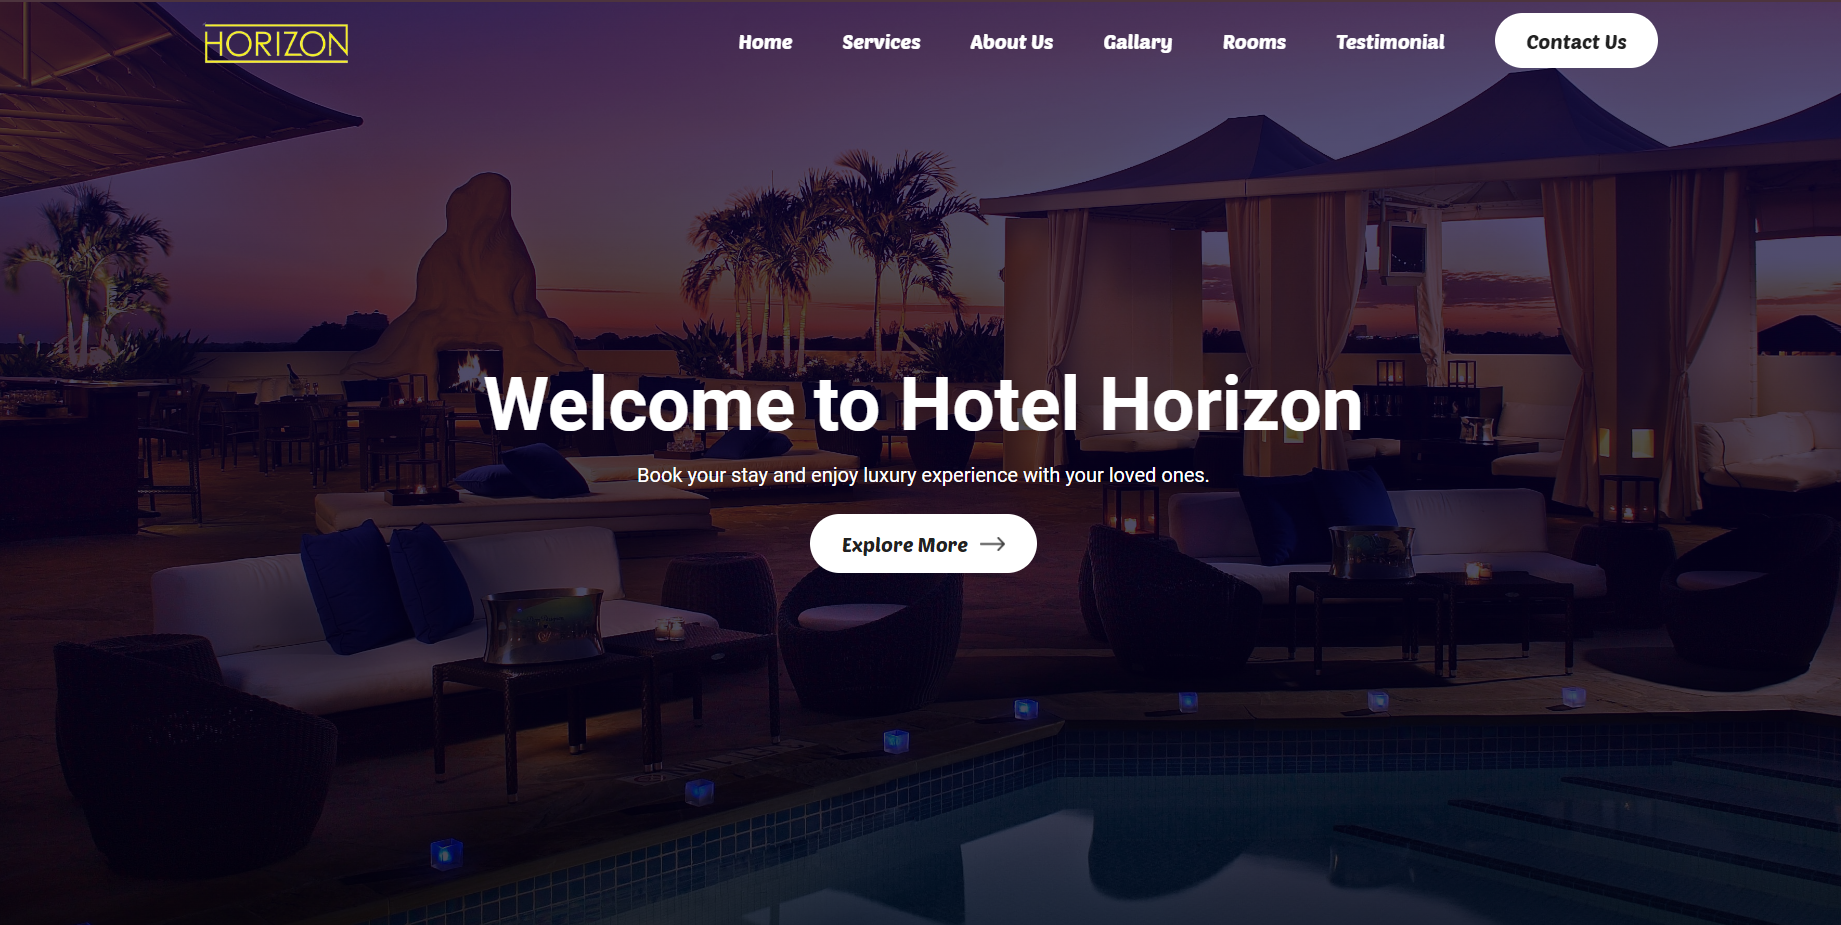 HORIZON
Home Services About Us Gallary Rooms Testimonial Contact Us
Welcome to Hotel Horizon
Book your stay and enjoy luxury experience with your loved ones.
Explore More